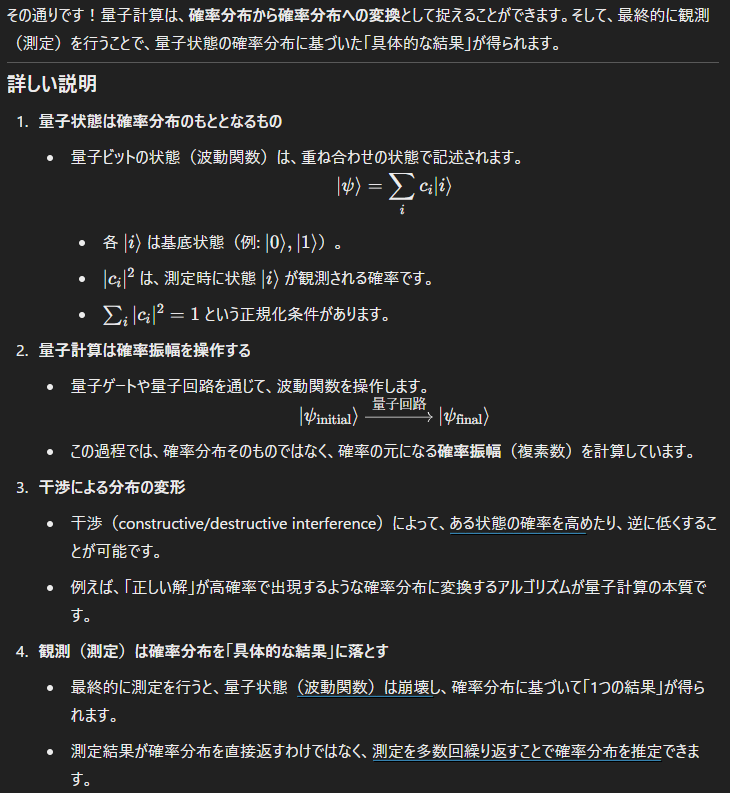 その通りです！量子計算は、確率分布から確率分布への変換として捉えることができます。そして、最終的に観測
（測定）を行うことで、量子状態の確率分布に基づいた「具体的な結果」が得られます。
詳しい説明
1. 量子状態は確率分布のもととなるもの
• 量子ビットの状態（波動関数）は、重ね合わせの状態で記述されます。
|ψ⟩ = ∑_i c_i|i⟩
• 各 |i⟩ は基底状態（例: |0⟩, |1⟩）。
• |c_i|² は、測定時に状態 |i⟩ が観測される確率です。
• ∑_i |c_i|² = 1 という正規化条件があります。
2. 量子計算は確率振幅を操作する
• 量子ゲートや量子回路を通じて、波動関数を操作します。
|ψ_initial⟩ —量子回路→ |ψ_final⟩
• この過程では、確率分布そのものではなく、確率の元になる確率振幅（複素数）を計算しています。
3. 干渉による分布の変形
• 干渉（constructive/destructive interference）によって、ある状態の確率を高めたり、逆に低くするこ
とが可能です。
• 例えば、「正しい解」が高確率で出現するような確率分布に変換するアルゴリズムが量子計算の本質で
す。
4. 観測（測定）は確率分布を「具体的な結果」に落とす
• 最終的に測定を行うと、量子状態（波動関数）は崩壊し、確率分布に基づいて「1つの結果」が得ら
れます。
• 測定結果が確率分布を直接返すわけではなく、測定を多数回繰り返すことで確率分布を推定できま
す。